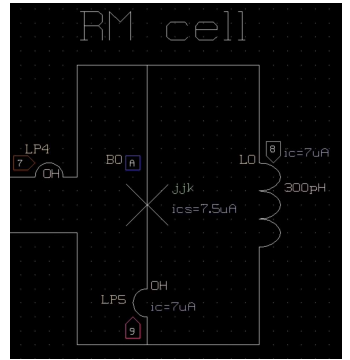 RM cell
LP4
7
0H
B0
A
jjk
ics=7.5uA
L0
8
ic=7uA
300pH
LP5
0H
ic=7uA
9